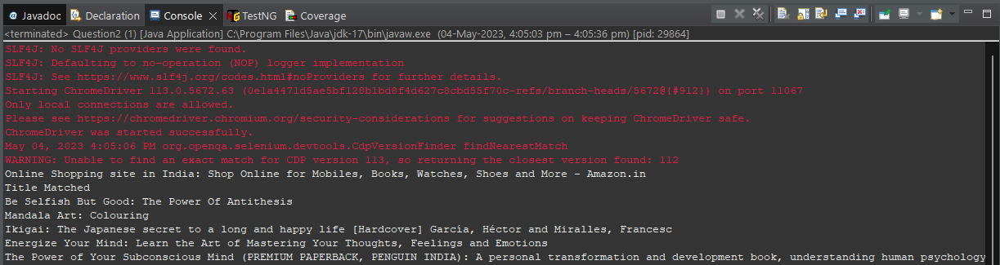 @ Javadoc Declaration Console TestNG Coverage
<terminated> Question2 (1) [Java Application] C:\Program Files\Java\jdk-17\bin\javaw.exe (04-May-2023, 4:05:03 pm – 4:05:36 pm) [pid: 29864]
SLF4J: No SLF4J providers were found.
SLF4J: Defaulting to no-operation (NOP) logger implementation
SLF4J: See https://www.slf4j.org/codes.html#noProviders for further details.
Starting ChromeDriver 113.0.5672.63 (0e1a4471d5ae5bf128b1bd8f4d627c8cbd55f70c-refs/branch-heads/5672@{#912}) on port 11067
Only local connections are allowed.
Please see https://chromedriver.chromium.org/security-considerations for suggestions on keeping ChromeDriver safe.
ChromeDriver was started successfully.
May 04, 2023 4:05:06 PM org.openqa.selenium.devtools.CdpVersionFinder findNearestMatch
WARNING: Unable to find an exact match for CDP version 113, so returning the closest version found: 112
Online Shopping site in India: Shop Online for Mobiles, Books, Watches, Shoes and More - Amazon.in
Title Matched
Be Selfish But Good: The Power Of Antithesis
Mandala Art: Colouring
Ikigai: The Japanese secret to a long and happy life [Hardcover] García, Héctor and Miralles, Francesc
Energize Your Mind: Learn the Art of Mastering Your Thoughts, Feelings and Emotions
The Power of Your Subconscious Mind (PREMIUM PAPERBACK, PENGUIN INDIA): A personal transformation and development book, understanding human psychology